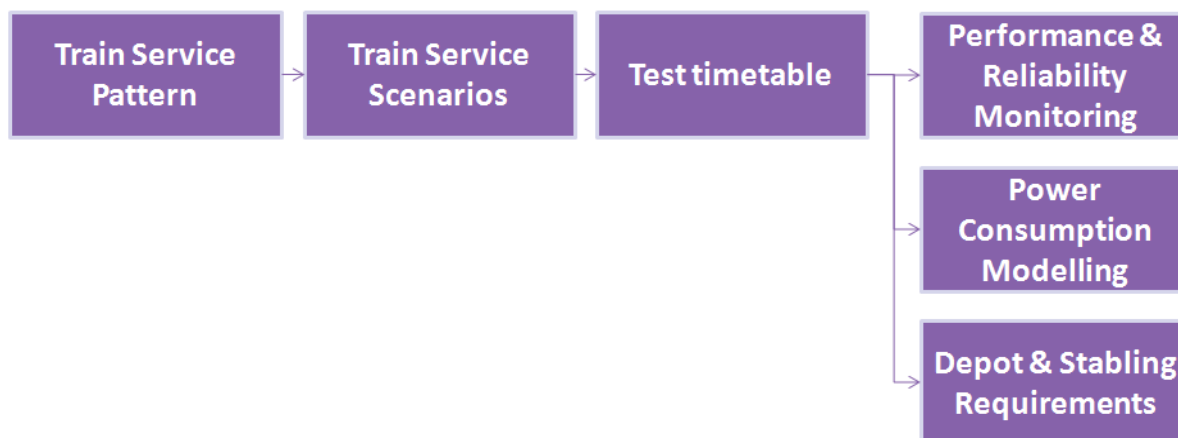 Train Service
Pattern
Train Service
Scenarios
Test timetable
Performance &
Reliability
Monitoring
Power
Consumption
Modelling
Depot & Stabling
Requirements